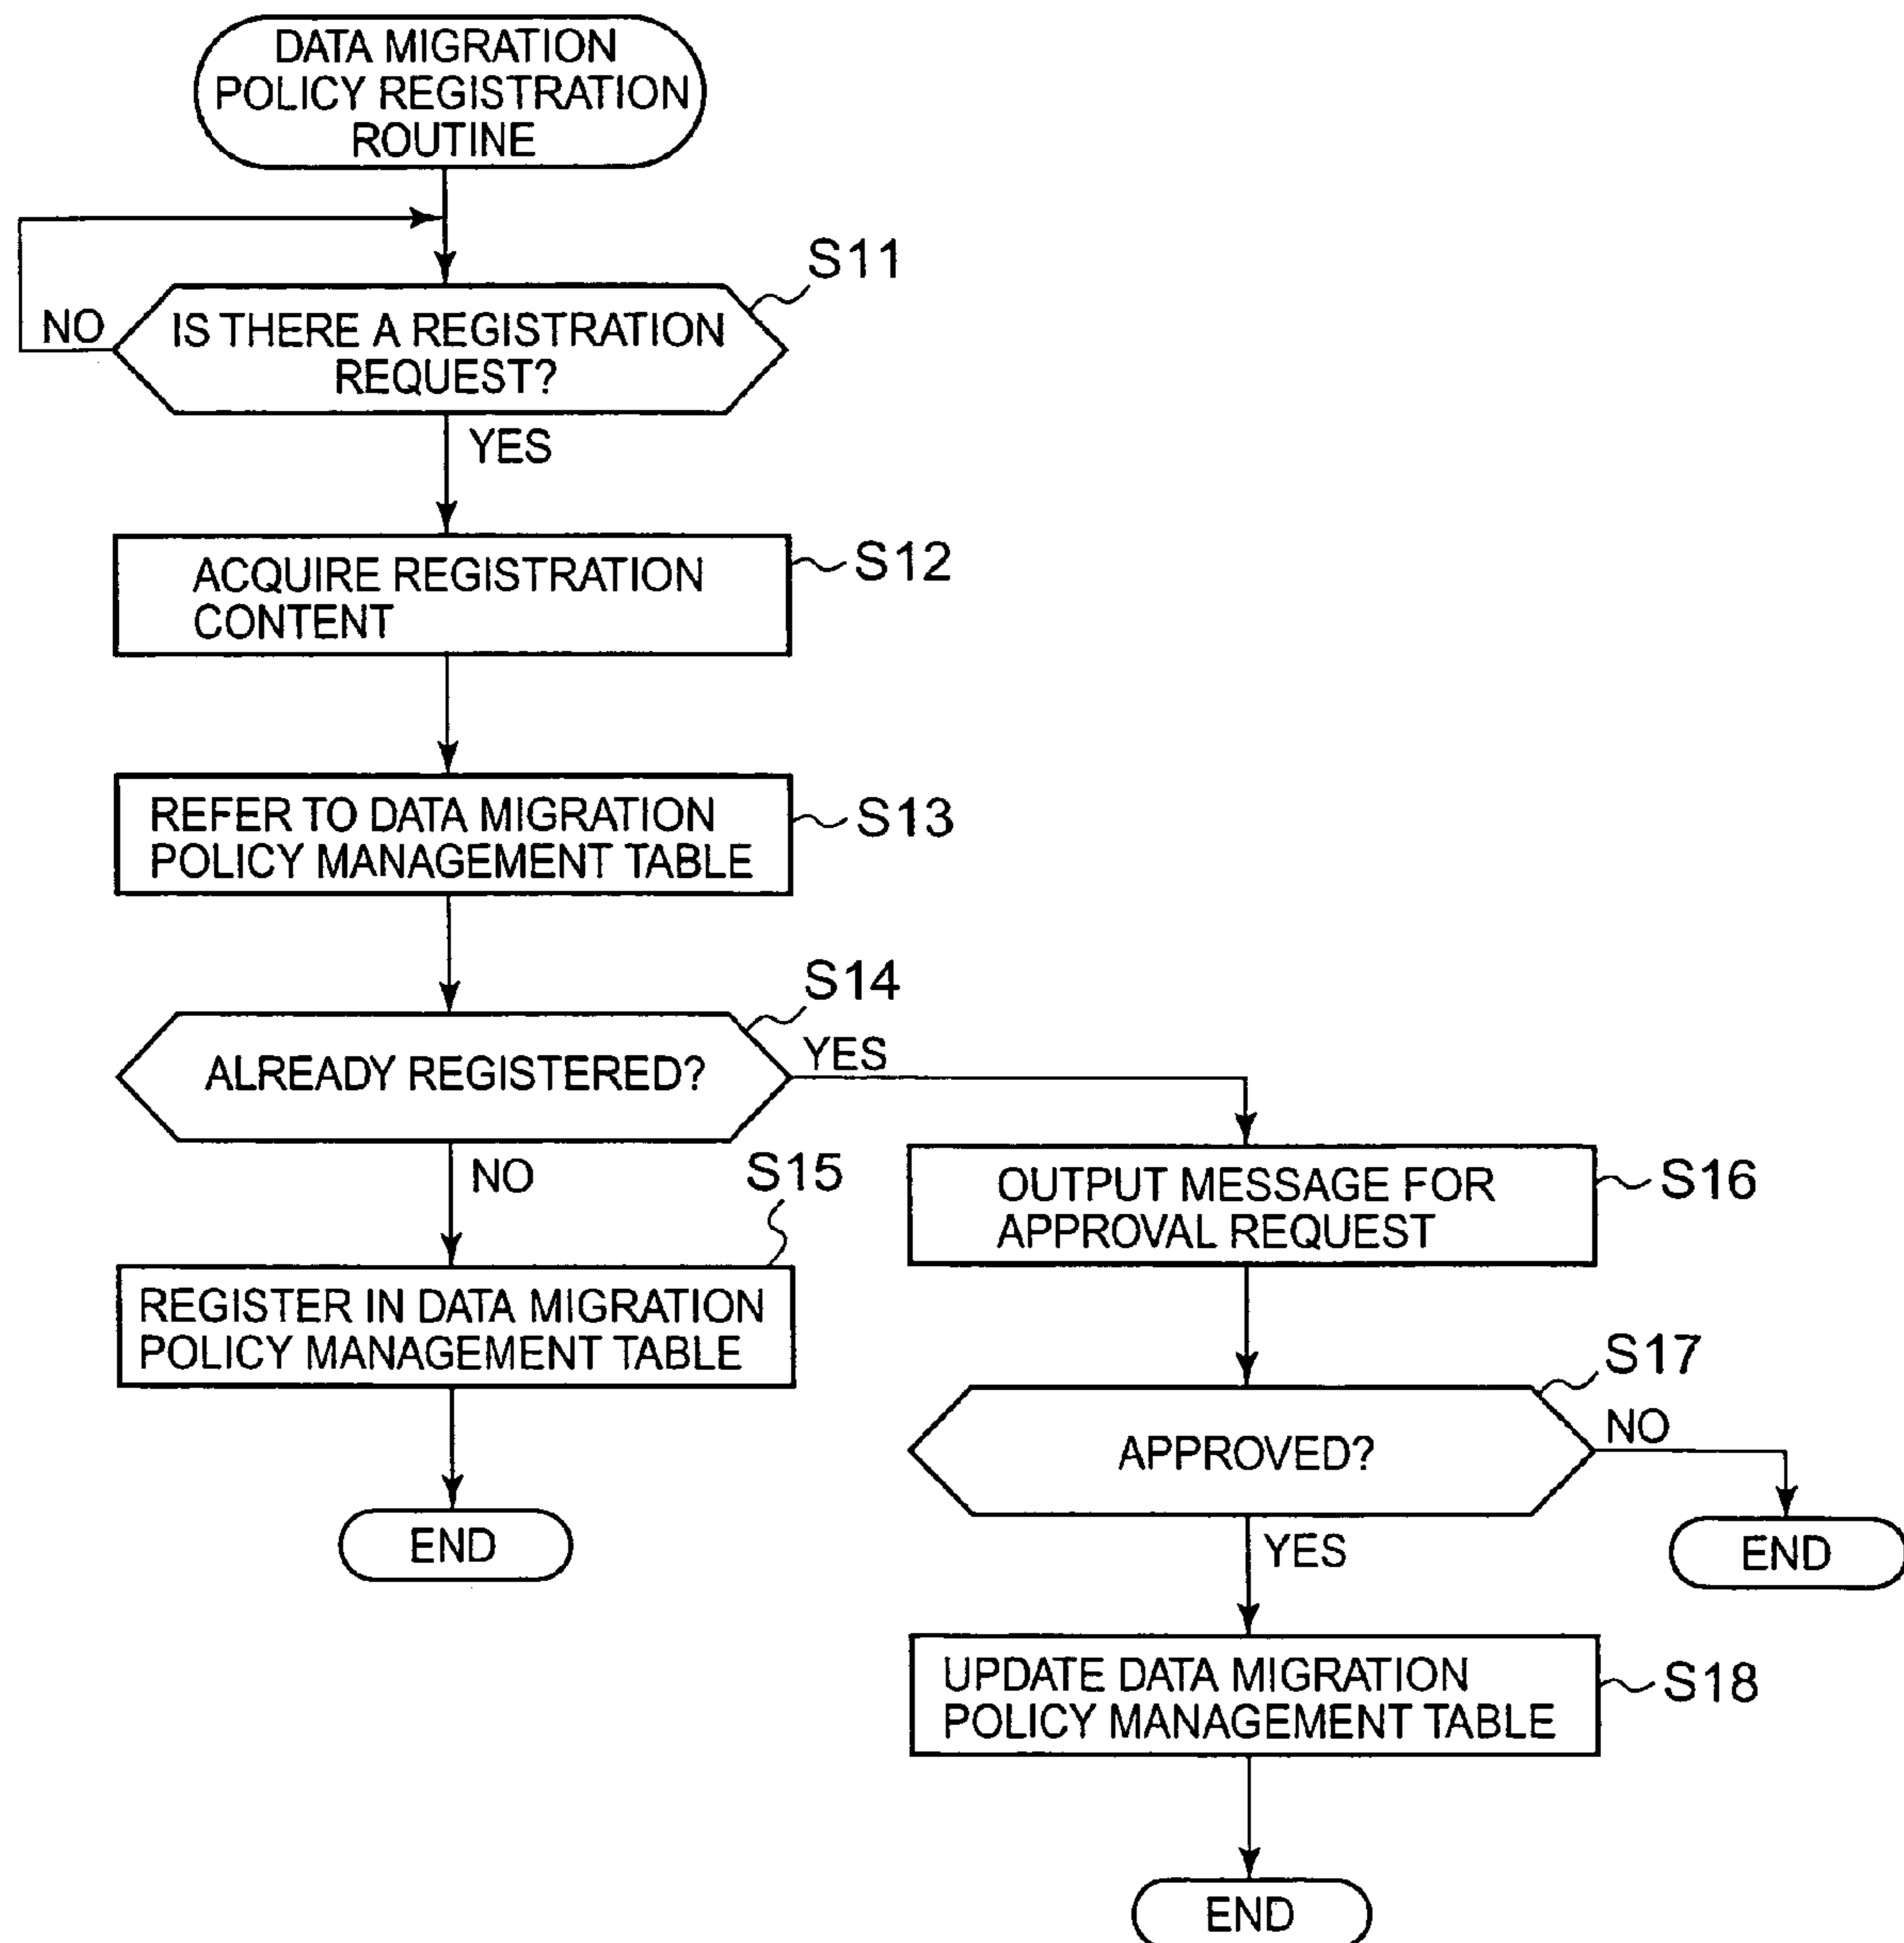 DATA MIGRATION
POLICY REGISTRATION
ROUTINE
S11
NO
IS THERE A REGISTRATION
REQUEST?
YES
S12
ACQUIRE REGISTRATION
CONTENT
S13
REFER TO DATA MIGRATION
POLICY MANAGEMENT TABLE
S14
ALREADY REGISTERED?
YES
NO
S15
REGISTER IN DATA MIGRATION
POLICY MANAGEMENT TABLE
END
OUTPUT MESSAGE FOR
APPROVAL REQUEST
S16
S17
APPROVED?
NO
END
YES
UPDATE DATA MIGRATION
POLICY MANAGEMENT TABLE
S18
END